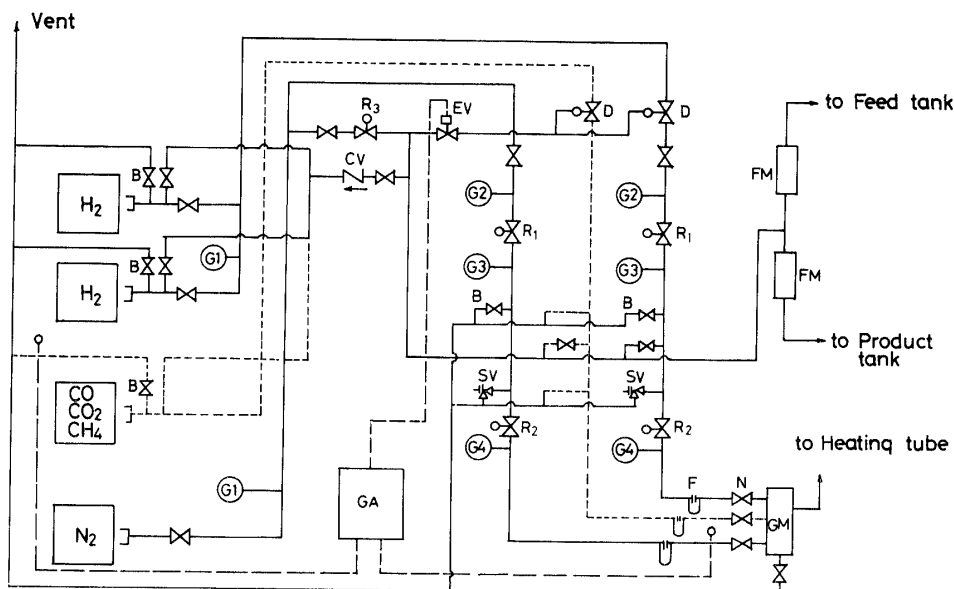 Vent
R3
EV
D
D
to Feed tank
CV
B
FM
H2
G2
G2
R1
R1
G1
B
G3
G3
FM
H2
B
B
to Product
tank
SV
SV
B
CO
CO2
CH4
R2
R2
G4
G4
to Heating tube
G1
GA
F
N
GM
N2